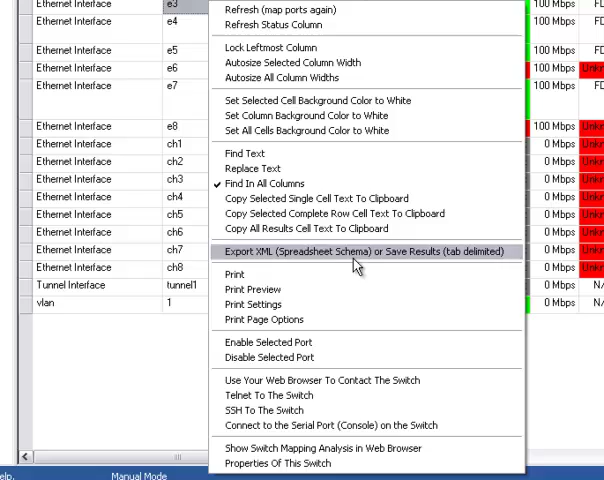 Ethernet Interface e3 100 Mbps
Ethernet Interface e4 100 Mbps
Ethernet Interface e5 100 Mbps
Ethernet Interface e6 100 Mbps
Ethernet Interface e7 100 Mbps
Ethernet Interface e8 100 Mbps
Ethernet Interface ch1 0 Mbps
Ethernet Interface ch2 0 Mbps
Ethernet Interface ch3 0 Mbps
Ethernet Interface ch4 0 Mbps
Ethernet Interface ch5 0 Mbps
Ethernet Interface ch6 0 Mbps
Ethernet Interface ch7 0 Mbps
Ethernet Interface ch8 0 Mbps
Tunnel Interface tunnel1 0 Mbps
vlan 1 0 Mbps
Refresh (map ports again)
Refresh Status Column
Lock Leftmost Column
Autosize Selected Column Width
Autosize All Column Widths
Set Selected Cell Background Color to White
Set Column Background Color to White
Set All Cells Background Color to White
Find Text
Replace Text
Find In All Columns
Copy Selected Single Cell Text To Clipboard
Copy Selected Complete Row Cell Text To Clipboard
Copy All Results Cell Text To Clipboard
Export XML (Spreadsheet Schema) or Save Results (tab delimited)
Print
Print Preview
Print Settings
Print Page Options
Enable Selected Port
Disable Selected Port
Use Your Web Browser To Contact The Switch
Telnet To The Switch
SSH To The Switch
Connect to the Serial Port (Console) on the Switch
Show Switch Mapping Analysis in Web Browser
Properties Of This Switch
elp. Manual Mode